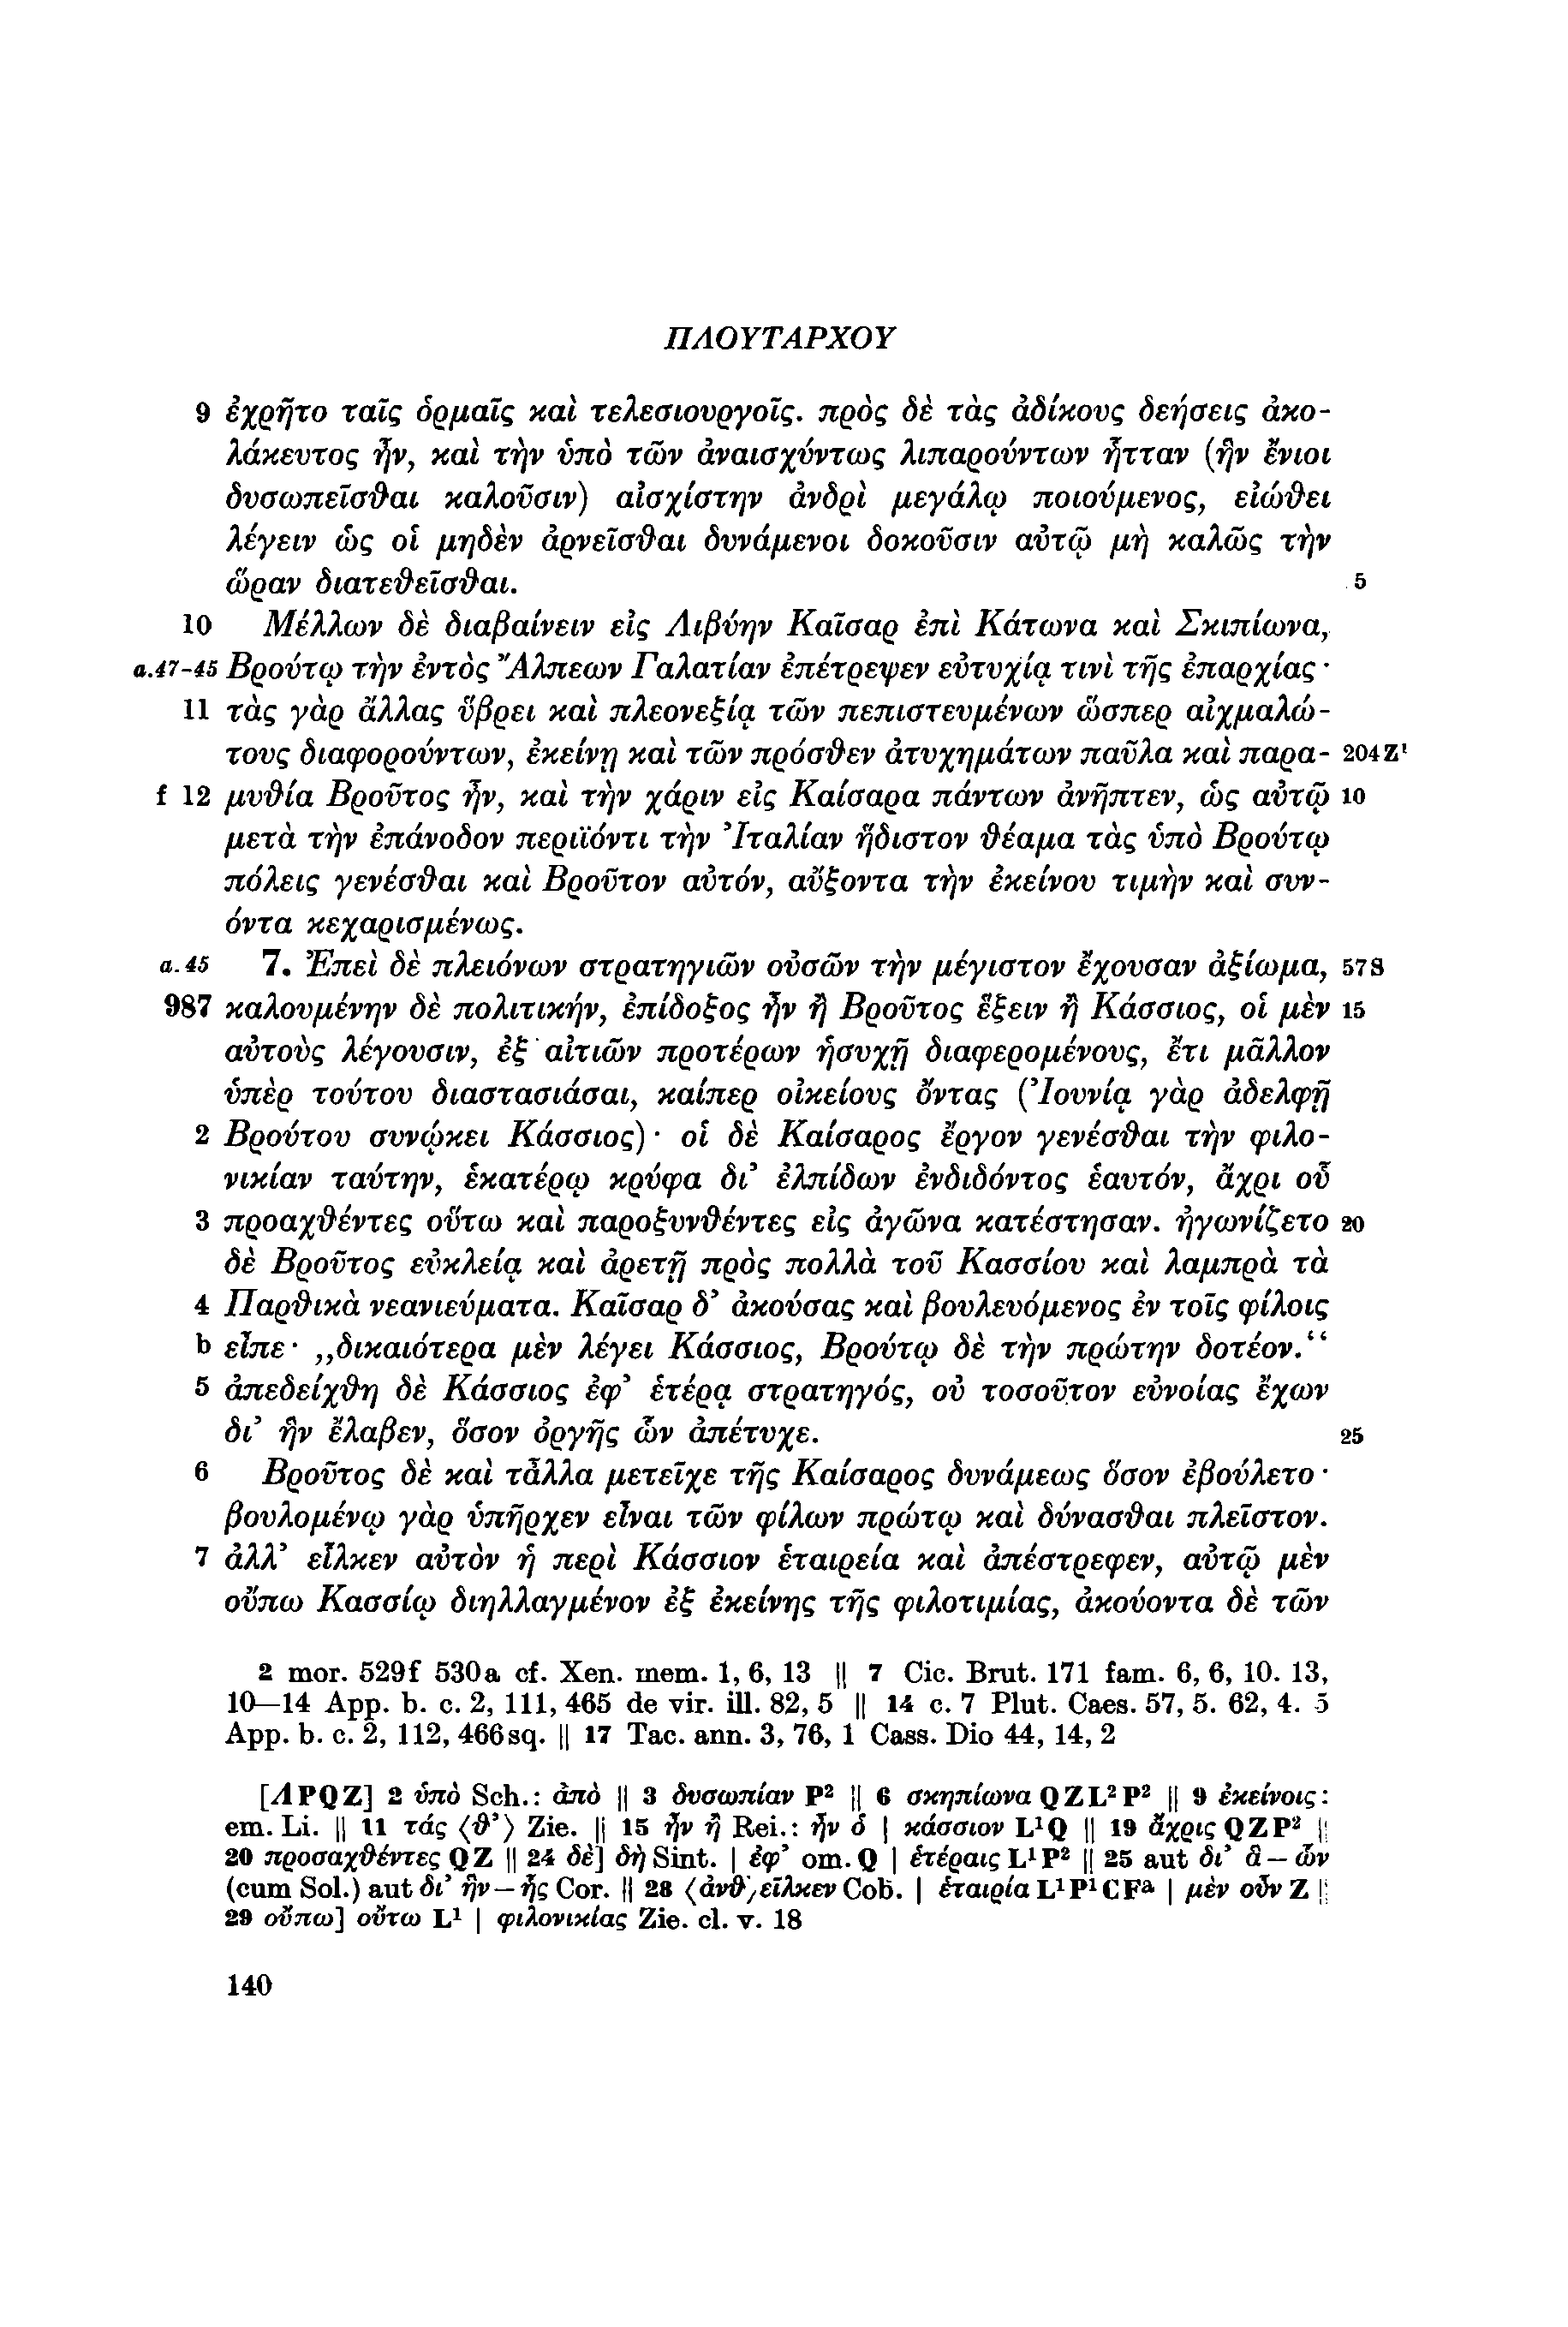 ΠΛΟΥΤΑΡΧΟΥ
9 ἐχρῆτο ταῖς ὁρμαῖς καὶ τελεσιουργοῖς. πρὸς δὲ τὰς ἀδίκους δεήσεις ἀκο-
λάκευτος ἦν, καὶ τὴν ὑπὸ τῶν ἀναισχύντως λιπαρούντων ἧτταν (ἣν ἔνιοι
δυσωπεῖσθαι καλοῦσιν) αἰσχίστην ἀνδρὶ μεγάλῳ ποιούμενος, εἰώθει
λέγειν ὡς οἱ μηδὲν ἀρνεῖσθαι δυνάμενοι δοκοῦσιν αὐτῷ μὴ καλῶς τὴν
ὥραν διατεθεῖσθαι. 5
10 Μέλλων δὲ διαβαίνειν εἰς Λιβύην Καῖσαρ ἐπὶ Κάτωνα καὶ Σκιπίωνα,
a.47-45 Βρούτῳ τὴν ἐντὸς Ἄλπεων Γαλατίαν ἐπέτρεψεν εὐτυχίᾳ τινὶ τῆς ἐπαρχίας·
11 τὰς γὰρ ἄλλας ὕβρει καὶ πλεονεξίᾳ τῶν πεπιστευμένων ὥσπερ αἰχμαλώ-
τους διαφορούντων, ἐκείνῃ καὶ τῶν πρόσθεν ἀτυχημάτων παῦλα καὶ παρα- 204Z¹
f 12 μυθία Βροῦτος ἦν, καὶ τὴν χάριν εἰς Καίσαρα πάντων ἀνῆπτεν, ὡς αὐτῷ 10
μετὰ τὴν ἐπάνοδον περιϊόντι τὴν Ἰταλίαν ἥδιστον θέαμα τὰς ὑπὸ Βρούτῳ
πόλεις γενέσθαι καὶ Βροῦτον αὐτόν, αὔξοντα τὴν ἐκείνου τιμὴν καὶ συν-
όντα κεχαρισμένως.
a.45 7. Ἐπεὶ δὲ πλειόνων στρατηγιῶν οὐσῶν τὴν μέγιστον ἔχουσαν ἀξίωμα, 57S
987 καλουμένην δὲ πολιτικήν, ἐπίδοξος ἦν ἢ Βροῦτος ἕξειν ἢ Κάσσιος, οἱ μὲν 15
αὐτοὺς λέγουσιν, ἐξ αἰτιῶν προτέρων ἡσυχῇ διαφερομένους, ἔτι μᾶλλον
ὑπὲρ τούτου διαστασιάσαι, καίπερ οἰκείους ὄντας (Ἰουνίᾳ γὰρ ἀδελφῇ
2 Βρούτου συνῴκει Κάσσιος)· οἱ δὲ Καίσαρος ἔργον γενέσθαι τὴν φιλο-
νικίαν ταύτην, ἑκατέρῳ κρύφα δι’ ἐλπίδων ἐνδιδόντος ἑαυτόν, ἄχρι οὗ
3 προαχθέντες οὕτω καὶ παροξυνθέντες εἰς ἀγῶνα κατέστησαν. ἠγωνίζετο 20
δὲ Βροῦτος εὐκλείᾳ καὶ ἀρετῇ πρὸς πολλὰ τοῦ Κασσίου καὶ λαμπρὰ τὰ
4 Παρθικὰ νεανιεύματα. Καῖσαρ δ’ ἀκούσας καὶ βουλευόμενος ἐν τοῖς φίλοις
b εἶπε· „δικαιότερα μὲν λέγει Κάσσιος, Βρούτῳ δὲ τὴν πρώτην δοτέον.“
5 ἀπεδείχθη δὲ Κάσσιος ἐφ’ ἑτέρᾳ στρατηγός, οὐ τοσοῦτον εὐνοίας ἔχων
δι’ ἣν ἔλαβεν, ὅσον ὀργῆς ὧν ἀπέτυχε. 25
6 Βροῦτος δὲ καὶ τἆλλα μετεῖχε τῆς Καίσαρος δυνάμεως ὅσον ἐβούλετο·
βουλομένῳ γὰρ ὑπῆρχεν εἶναι τῶν φίλων πρώτῳ καὶ δύνασθαι πλεῖστον.
7 ἀλλ’ εἷλκεν αὐτὸν ἡ περὶ Κάσσιον ἑταιρεία καὶ ἀπέστρεφεν, αὐτῷ μὲν
οὔπω Κασσίῳ διηλλαγμένον ἐξ ἐκείνης τῆς φιλοτιμίας, ἀκούοντα δὲ τῶν
2 mor. 529f 530a cf. Xen. mem. 1, 6, 13 || 7 Cic. Brut. 171 fam. 6, 6, 10. 13,
10—14 App. b. c. 2, 111, 465 de vir. ill. 82, 5 || 14 c. 7 Plut. Caes. 57, 5. 62, 4. 5
App. b. c. 2, 112, 466sq. || 17 Tac. ann. 3, 76, 1 Cass. Dio 44, 14, 2
[ΛPQZ] 2 ὑπὸ Sch.: ἀπὸ || 3 δυσωπίαν P² || 6 σκηπίωνα QZL²P² || 9 ἐκείνοις:
em. Li. || 11 τάς ⟨θ’⟩ Zie. || 15 ἦν ἢ Rei.: ἦν ὁ | κάσσιον L¹Q || 19 ἄχρις QZP² ||
20 προσαχθέντες QZ || 24 δὲ] δὴ Sint. | ἐφ’ om. Q | ἑτέραις L¹P² || 25 aut δι’ ἃ — ὧν
(cum Sol.) aut δι’ ἣν — ἧς Cor. || 28 ⟨ἀνθ⟩εῖλκεν Cob. | ἑταιρία L¹P¹CFª | μὲν οὖν Z ||
29 οὔπω] οὕτω L¹ | φιλονικίας Zie. cl. v. 18
140